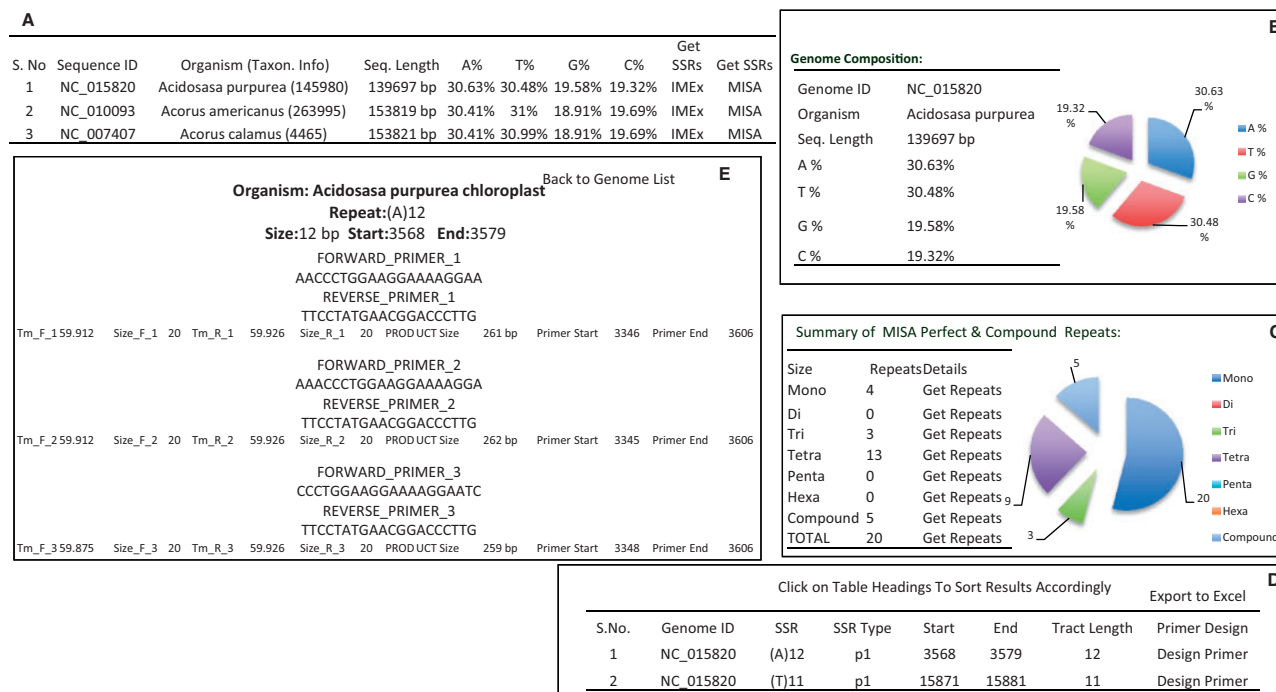 A
Get
S. No Sequence ID Organism (Taxon. Info) Seq. Length A% T% G% C% SSRs Get SSRs
1 NC_015820 Acidosasa purpurea (145980) 139697 bp 30.63% 30.48% 19.58% 19.32% IMEx MISA
2 NC_010093 Acorus americanus (263995) 153819 bp 30.41% 31% 18.91% 19.69% IMEx MISA
3 NC_007407 Acorus calamus (4465) 153821 bp 30.41% 30.99% 18.91% 19.69% IMEx MISA
Genome Composition:
Genome ID NC_015820
Organism Acidosasa purpurea
Seq. Length 139697 bp
A % 30.63%
T % 30.48%
G % 19.58%
C % 19.32%
30.63
%
19.32
%
19.58
%
30.48
%
A %
T %
G %
C %
Back to Genome List E
Organism: Acidosasa purpurea chloroplast
Repeat:(A)12
Size:12 bp Start:3568 End:3579
FORWARD_PRIMER_1
AACCCTGGAAGGAAAAGGAA
REVERSE_PRIMER_1
TTCCTATGAACGGACCCTTG
Tm_F_1 59.912 Size_F_1 20 Tm_R_1 59.926 Size_R_1 20 PRODUCT Size 261 bp Primer Start 3346 Primer End 3606
FORWARD_PRIMER_2
AAACCCTGGAAGGAAAAGGA
REVERSE_PRIMER_2
TTCCTATGAACGGACCCTTG
Tm_F_2 59.912 Size_F_2 20 Tm_R_2 59.926 Size_R_2 20 PRODUCT Size 262 bp Primer Start 3345 Primer End 3606
FORWARD_PRIMER_3
CCCTGGAAGGAAAAGGAATC
REVERSE_PRIMER_3
TTCCTATGAACGGACCCTTG
Tm_F_3 59.875 Size_F_3 20 Tm_R_3 59.926 Size_R_3 20 PRODUCT Size 259 bp Primer Start 3348 Primer End 3606
Summary of MISA Perfect & Compound Repeats:
Size Repeats Details
Mono 4 Get Repeats
Di 0 Get Repeats
Tri 3 Get Repeats
Tetra 13 Get Repeats
Penta 0 Get Repeats
Hexa 0 Get Repeats
Compound 5 Get Repeats
TOTAL 20 Get Repeats
5
9
3
20
Mono
Di
Tri
Tetra
Penta
Hexa
Compound
Click on Table Headings To Sort Results Accordingly
D
Export to Excel
S.No. Genome ID SSR SSR Type Start End Tract Length Primer Design
1 NC_015820 (A)12 p1 3568 3579 12 Design Primer
2 NC_015820 (T)11 p1 15871 15881 11 Design Primer